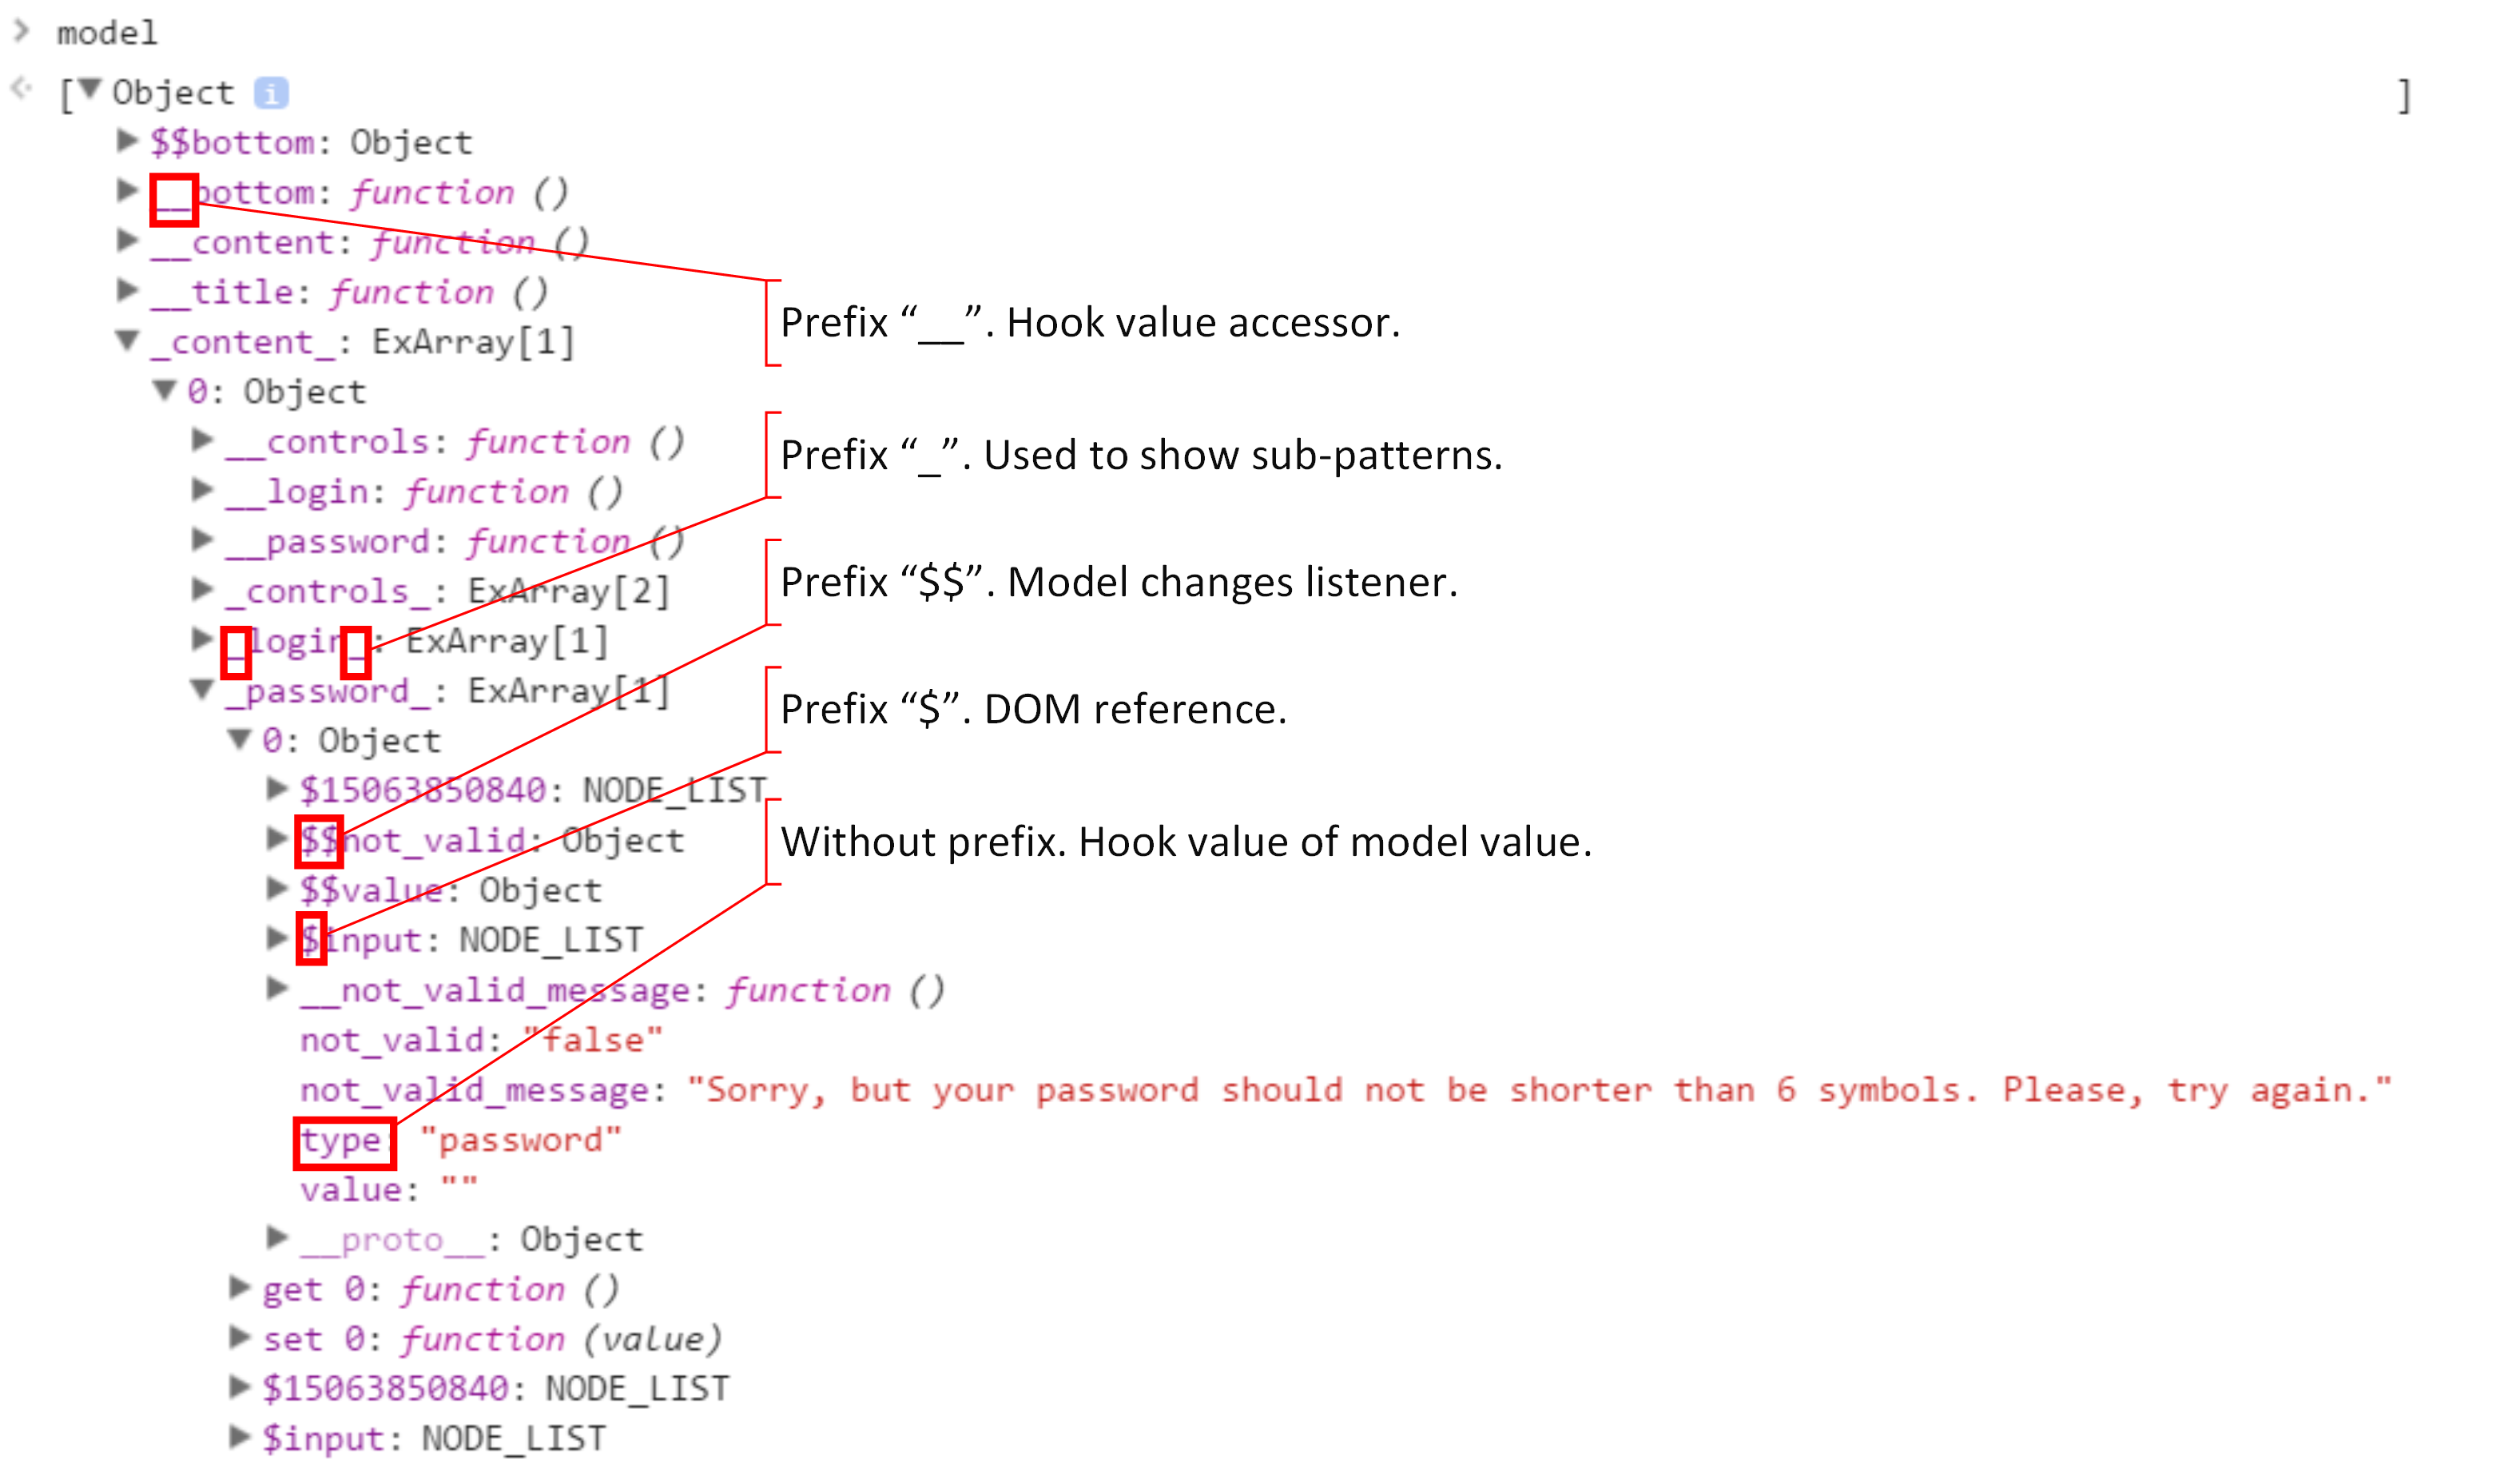 > model
[▼Object i ]
▶ $$bottom: Object
▶ __bottom: function ()
▶ __content: function ()
▶ __title: function ()
Prefix “__”. Hook value accessor.
▼ _content_: ExArray[1]
▼ 0: Object
▶ __controls: function ()
Prefix “_”. Used to show sub-patterns.
▶ __login: function ()
▶ __password: function ()
Prefix “$$”. Model changes listener.
▶ _controls_: ExArray[2]
▶ _login_: ExArray[1]
▼ _password_: ExArray[1]
Prefix “$”. DOM reference.
▼ 0: Object
▶ $15063850840: NODE_LIST
▶ $$not_valid: Object
Without prefix. Hook value of model value.
▶ $$value: Object
▶ $input: NODE_LIST
▶ __not_valid_message: function ()
not_valid: "false"
not_valid_message: "Sorry, but your password should not be shorter than 6 symbols. Please, try again."
type: "password"
value: ""
▶ __proto__: Object
▶ get 0: function ()
▶ set 0: function (value)
▶ $15063850840: NODE_LIST
▶ $input: NODE_LIST